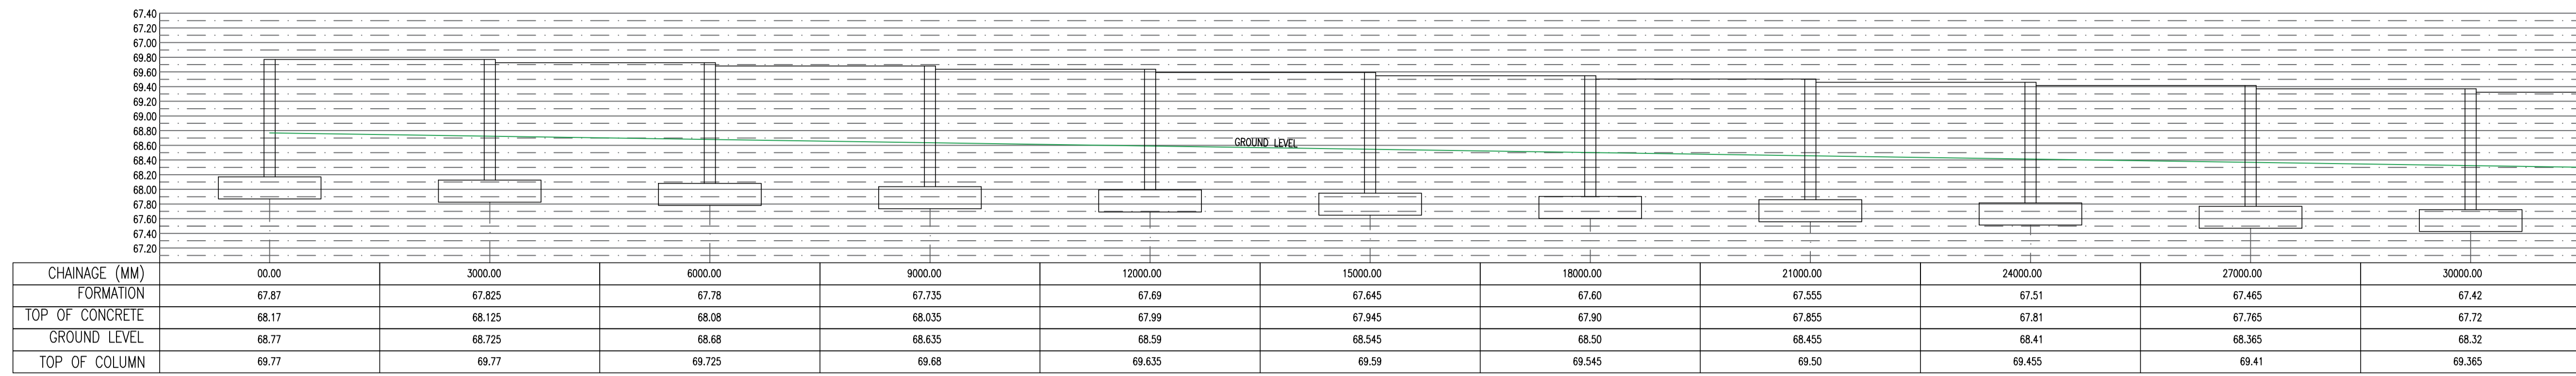 67.40
67.20
67.00
69.80
69.60
69.40
69.20
69.00
68.80
68.60
68.40
68.20
68.00
67.80
67.60
67.40
67.20
GROUND LEVEL
CHAINAGE (MM) 00.00 3000.00 6000.00 9000.00 12000.00 15000.00 18000.00 21000.00 24000.00 27000.00 30000.00
FORMATION 67.87 67.825 67.78 67.735 67.69 67.645 67.60 67.555 67.51 67.465 67.42
TOP OF CONCRETE 68.17 68.125 68.08 68.035 67.99 67.945 67.90 67.855 67.81 67.765 67.72
GROUND LEVEL 68.77 68.725 68.68 68.635 68.59 68.545 68.50 68.455 68.41 68.365 68.32
TOP OF COLUMN 69.77 69.77 69.725 69.68 69.635 69.59 69.545 69.50 69.455 69.41 69.365